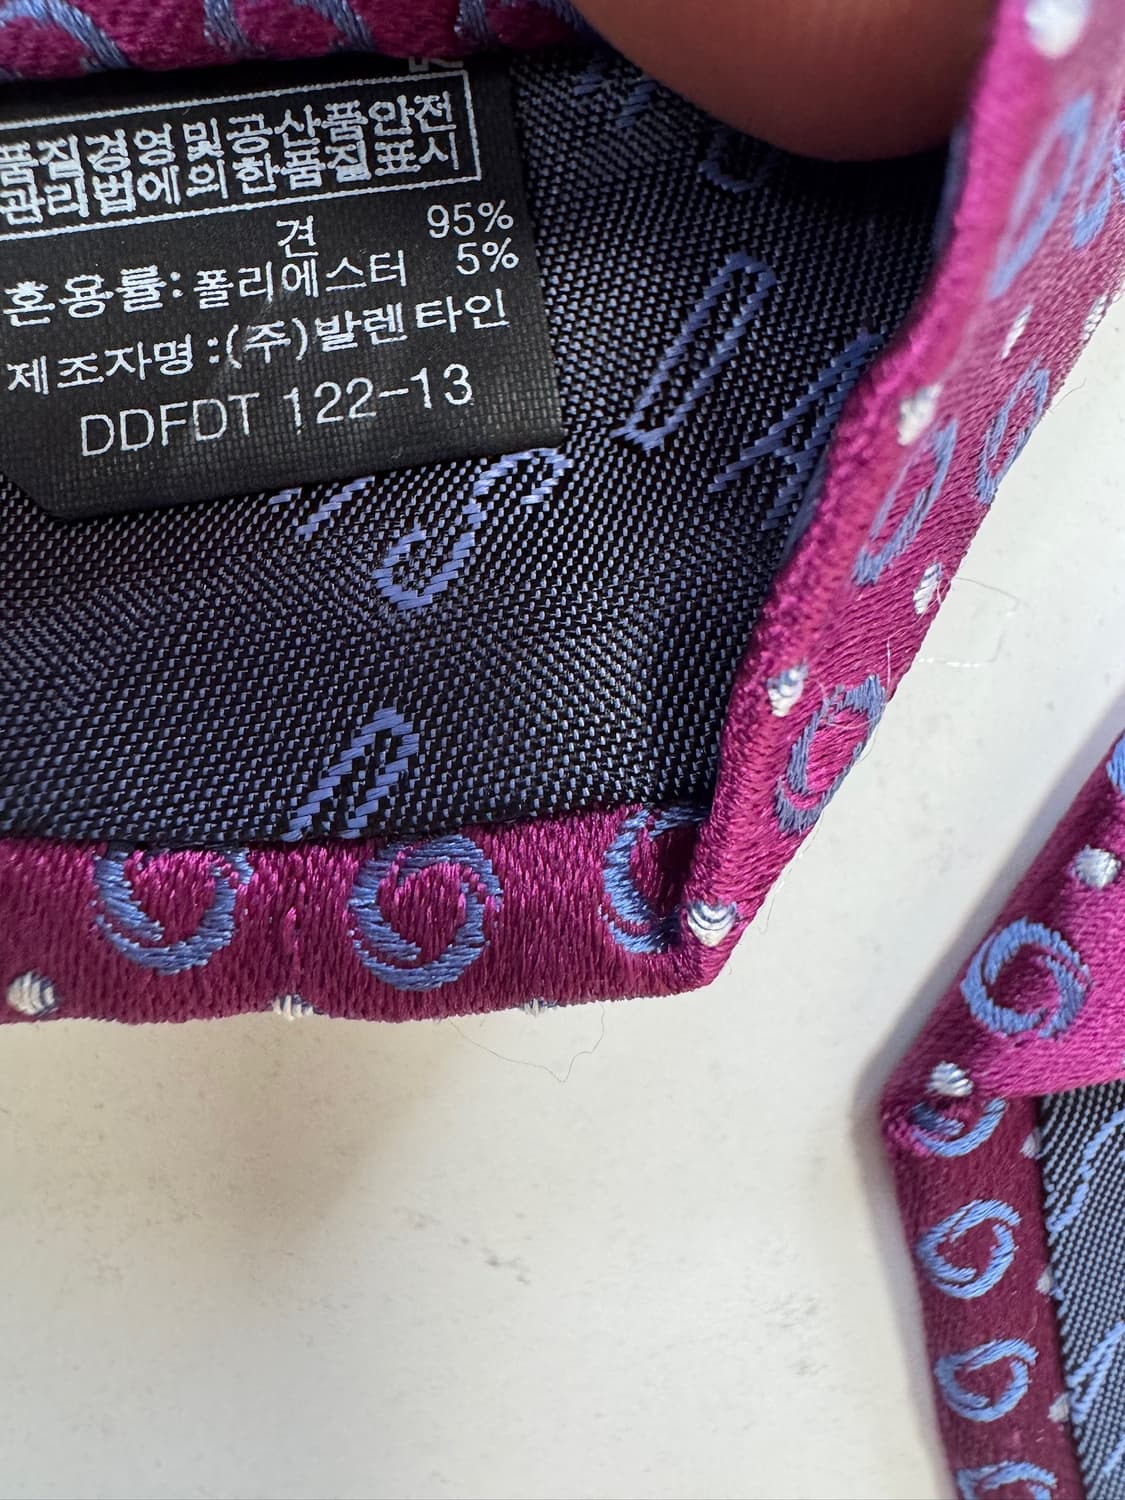 품질경영및공산품안전
관리법에의한품질표시
견 95%
혼용률: 폴리에스터 5%
제조자명:(주)발렌타인
DDFDT 122-13